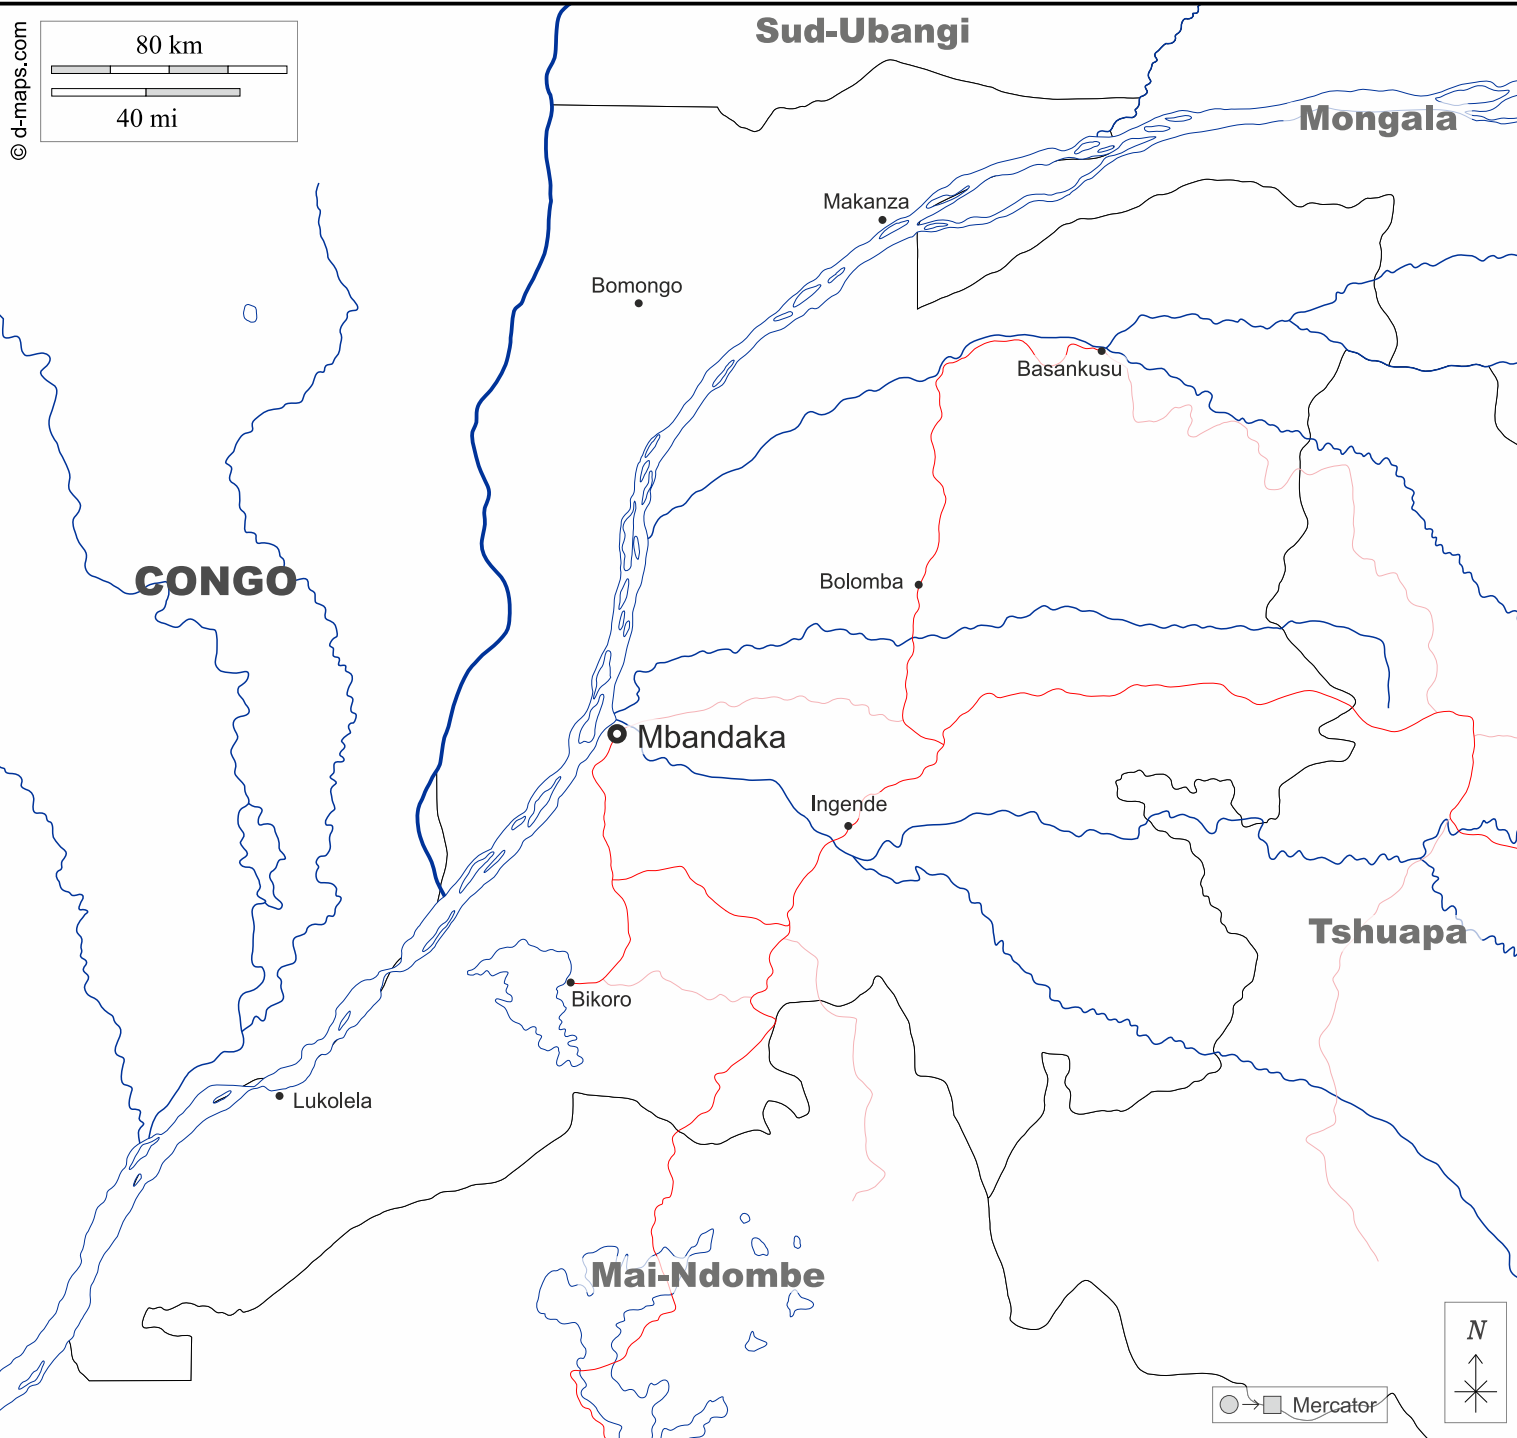 80 km
40 mi
© d-maps.com
Sud-Ubangi
Mongala
Makanza
Bomongo
Basankusu
CONGO
Bolomba
Mbandaka
Ingende
Tshuapa
Bikoro
Lukolela
Mai-Ndombe
N
Mercator